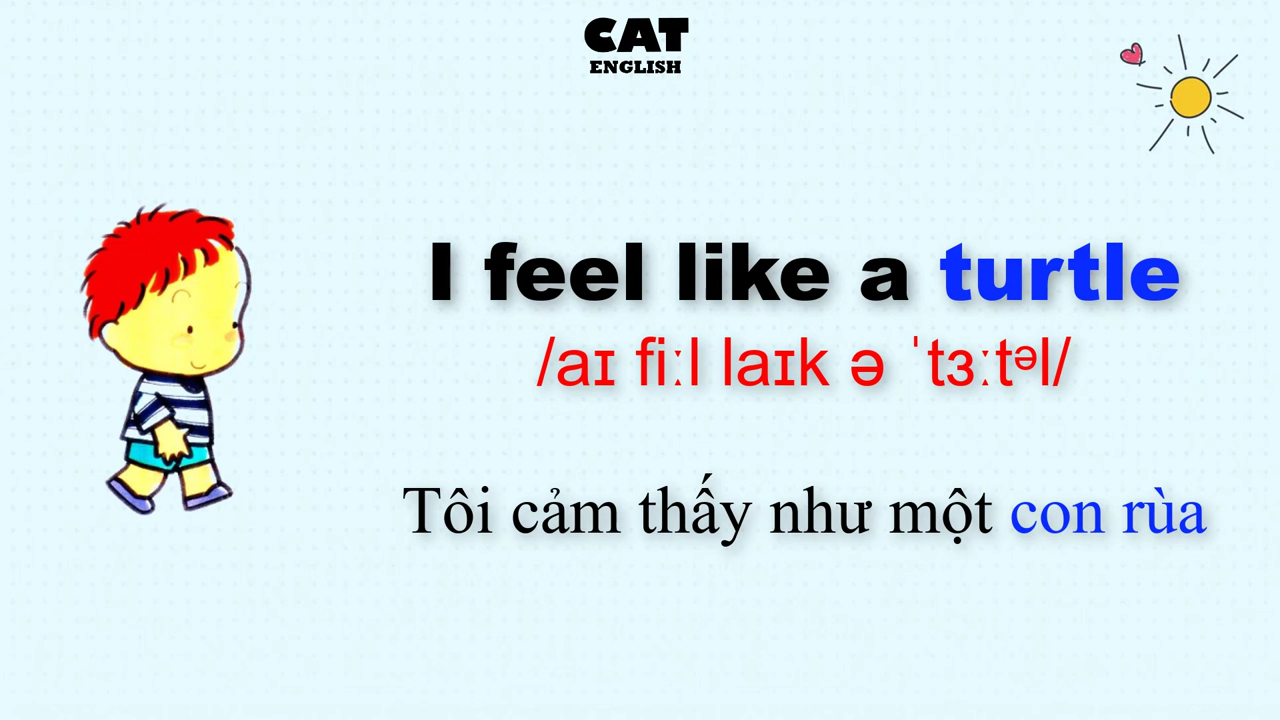 CAT
ENGLISH
I feel like a turtle
/aɪ fiːl laɪk ə ˈtɜːtᵊl/
Tôi cảm thấy như một con rùa